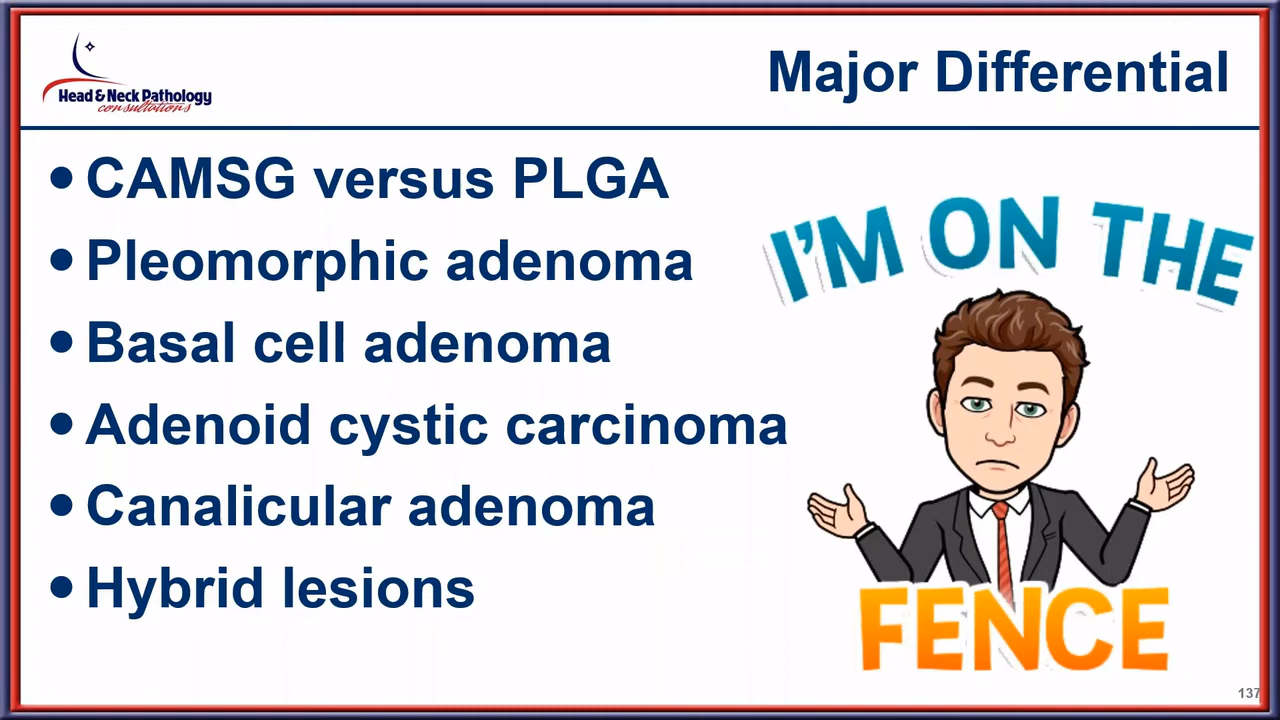 Head & Neck Pathology
consultations
Major Differential
• CAMSG versus PLGA
• Pleomorphic adenoma
• Basal cell adenoma
• Adenoid cystic carcinoma
• Canalicular adenoma
• Hybrid lesions
I'M ON THE
FENCE
137